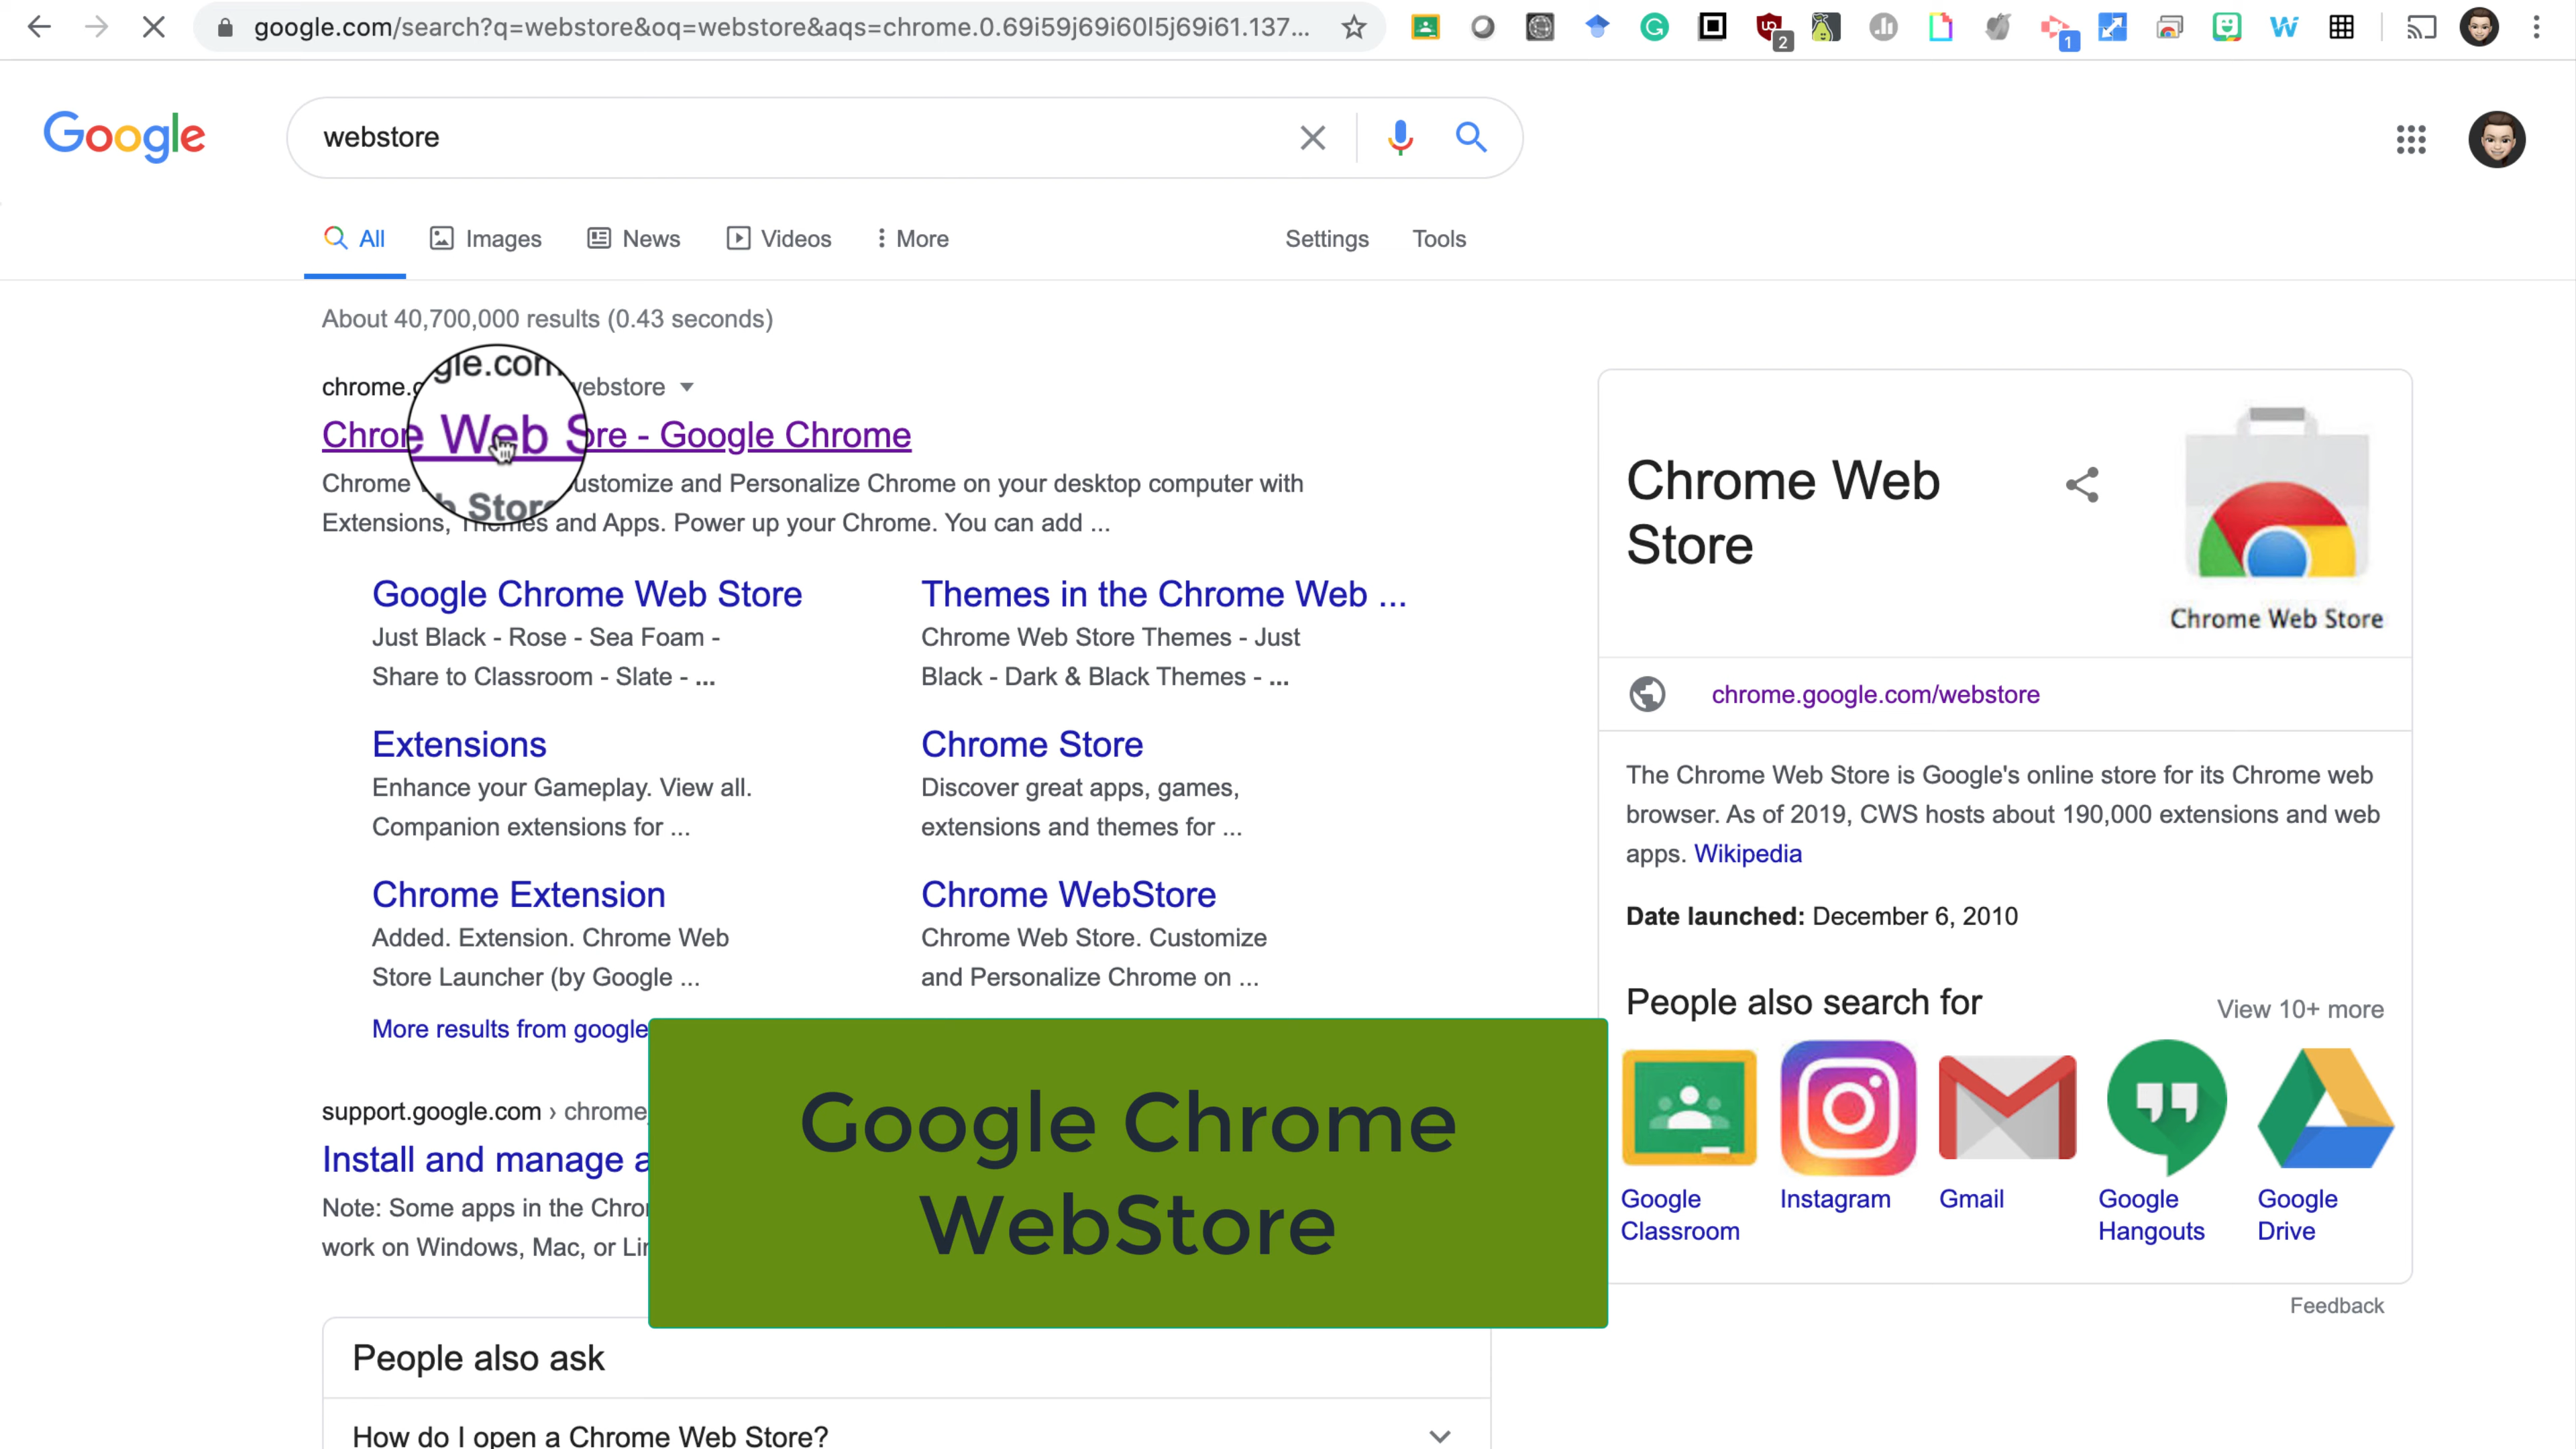 google.com/search?q=webstore&oq=webstore&aqs=chrome.0.69i59j69i60l5j69i61.137...
2
1
Google
webstore
All
Images
News
Videos
More
Settings
Tools
About 40,700,000 results (0.43 seconds)
gle.com
webstore
Web Store - Google Chrome
Chrome
customize and Personalize Chrome on your desktop computer with
Extensions, Themes and Apps. Power up your Chrome. You can add ...
Google Chrome Web Store
Just Black - Rose - Sea Foam -
Share to Classroom - Slate - ...
Themes in the Chrome Web ...
Chrome Web Store Themes - Just
Black - Dark & Black Themes - ...
Extensions
Enhance your Gameplay. View all.
Companion extensions for ...
Chrome Store
Discover great apps, games,
extensions and themes for ...
Chrome Extension
Added. Extension. Chrome Web
Store Launcher (by Google ...
Chrome WebStore
Chrome Web Store. Customize
and Personalize Chrome on ...
More results from google
support.google.com › chrome
Install and manage
Note: Some apps in the
work on Windows, Mac, or
People also ask
How do I open a Chrome Web Store?
Google Chrome
WebStore
Chrome Web
Store
Chrome Web Store
chrome.google.com/webstore
The Chrome Web Store is Google's online store for its Chrome web
browser. As of 2019, CWS hosts about 190,000 extensions and web
apps. Wikipedia
Date launched: December 6, 2010
People also search for
View 10+ more
Google
Classroom
Instagram
Gmail
Google
Hangouts
Google
Drive
Feedback